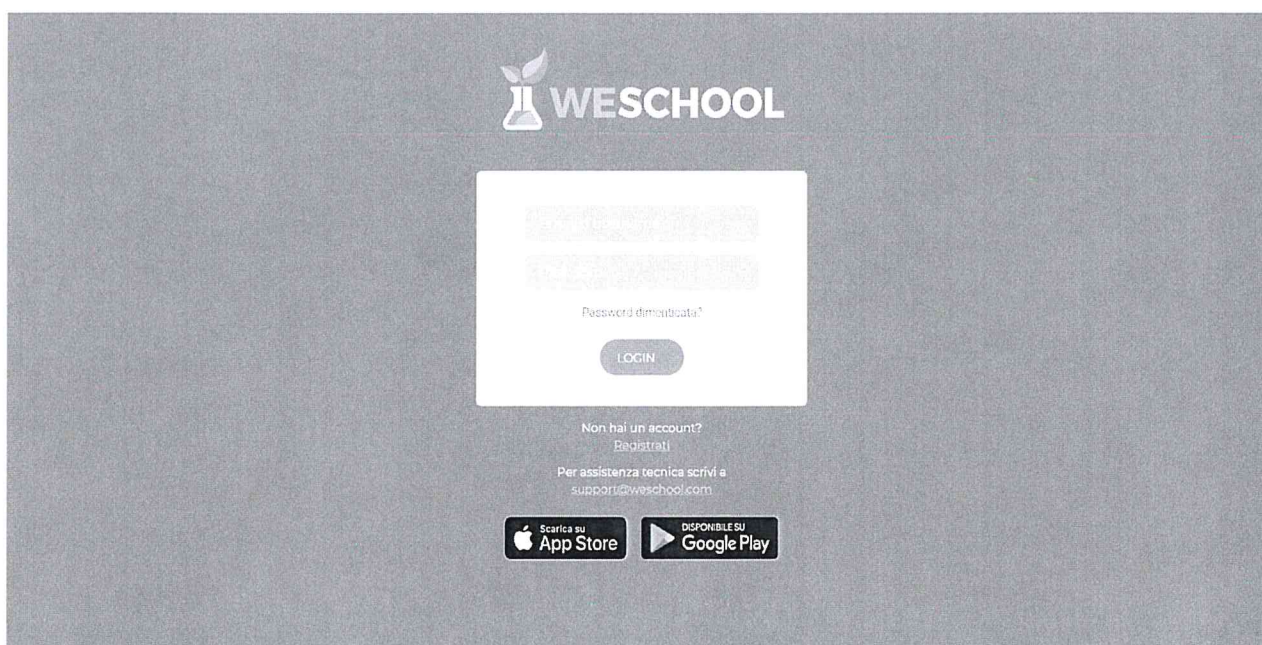 WESCHOOL
Password dimenticata?
LOGIN
Non hai un account?
Registrati
Per assistenza tecnica scrivi a
support@weschool.com
Scarica su
App Store
DISPONIBILE SU
Google Play